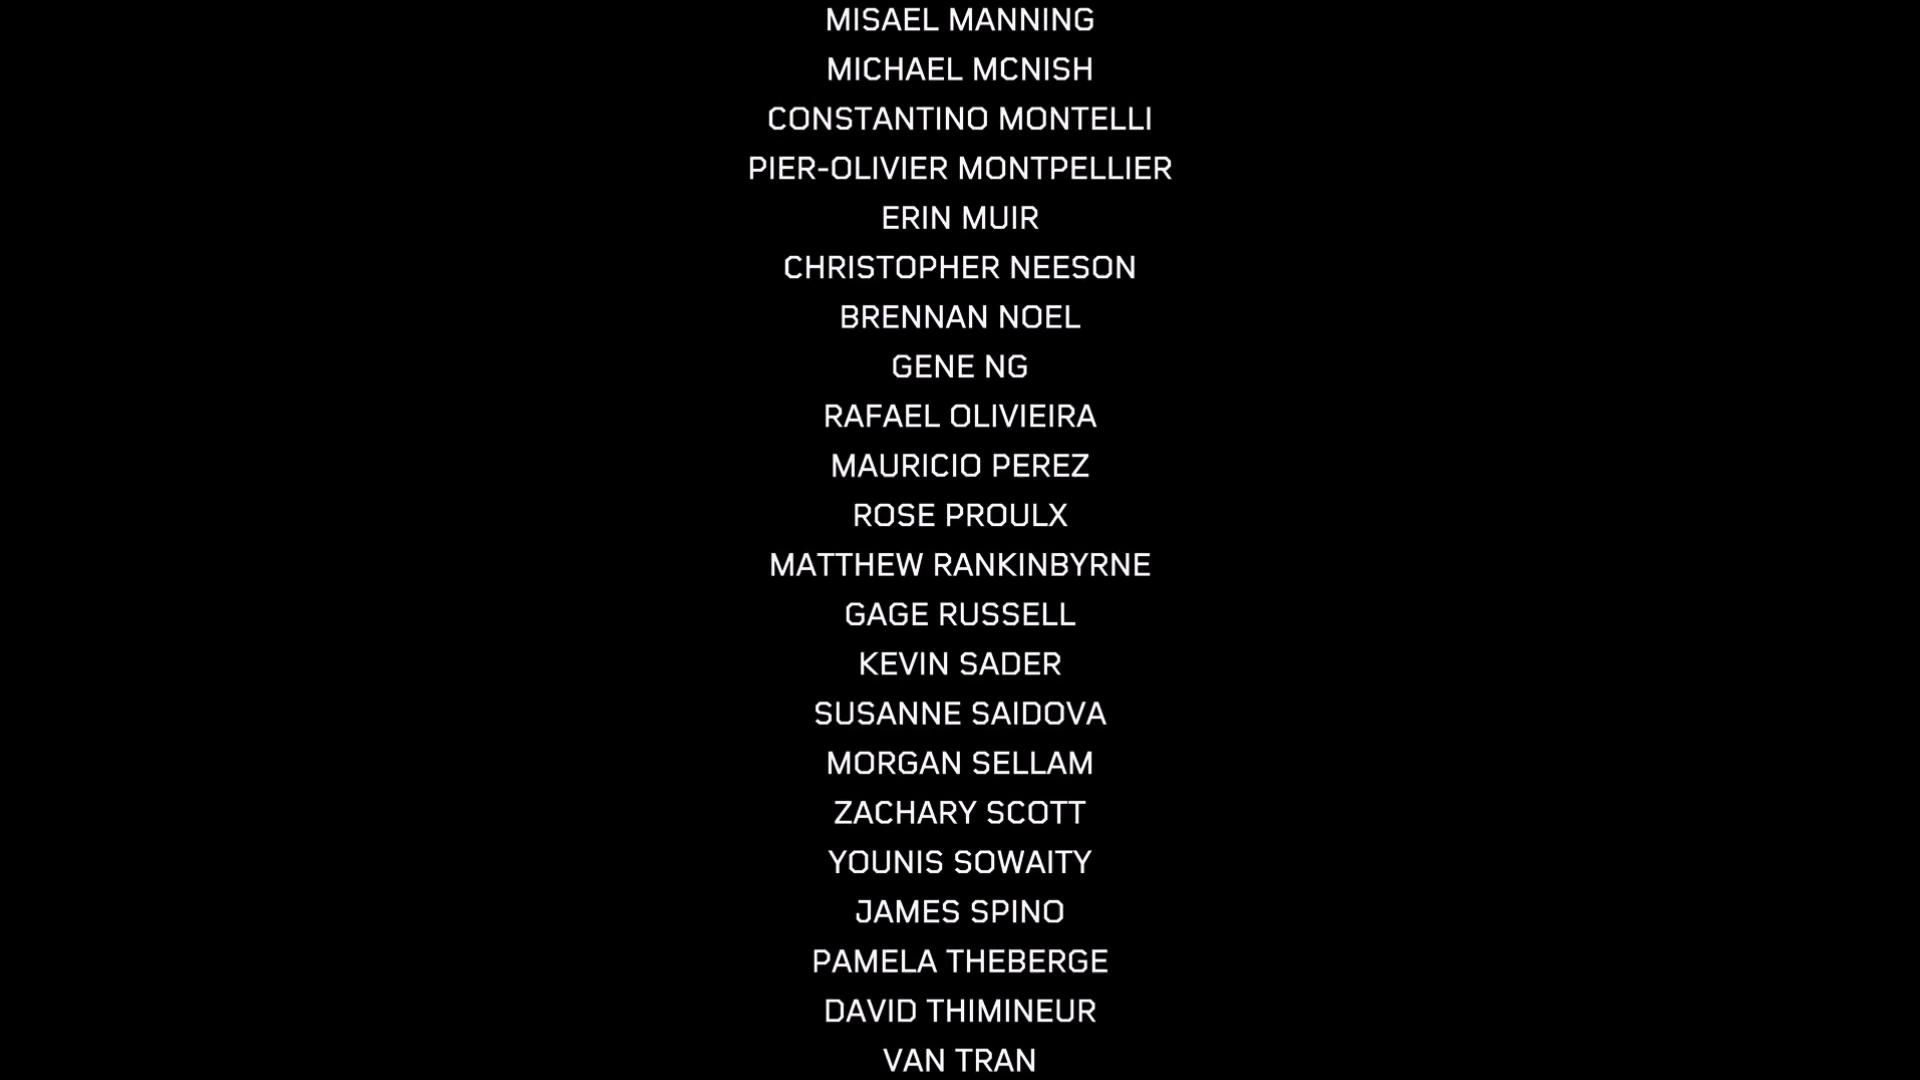 MISAEL MANNING
MICHAEL MCNISH
CONSTANTINO MONTELLI
PIER-OLIVIER MONTPELLIER
ERIN MUIR
CHRISTOPHER NEESON
BRENNAN NOEL
GENE NG
RAFAEL OLIVIEIRA
MAURICIO PEREZ
ROSE PROULX
MATTHEW RANKINBYRNE
GAGE RUSSELL
KEVIN SADER
SUSANNE SAIDOVA
MORGAN SELLAM
ZACHARY SCOTT
YOUNIS SOWAITY
JAMES SPINO
PAMELA THEBERGE
DAVID THIMINEUR
VAN TRAN